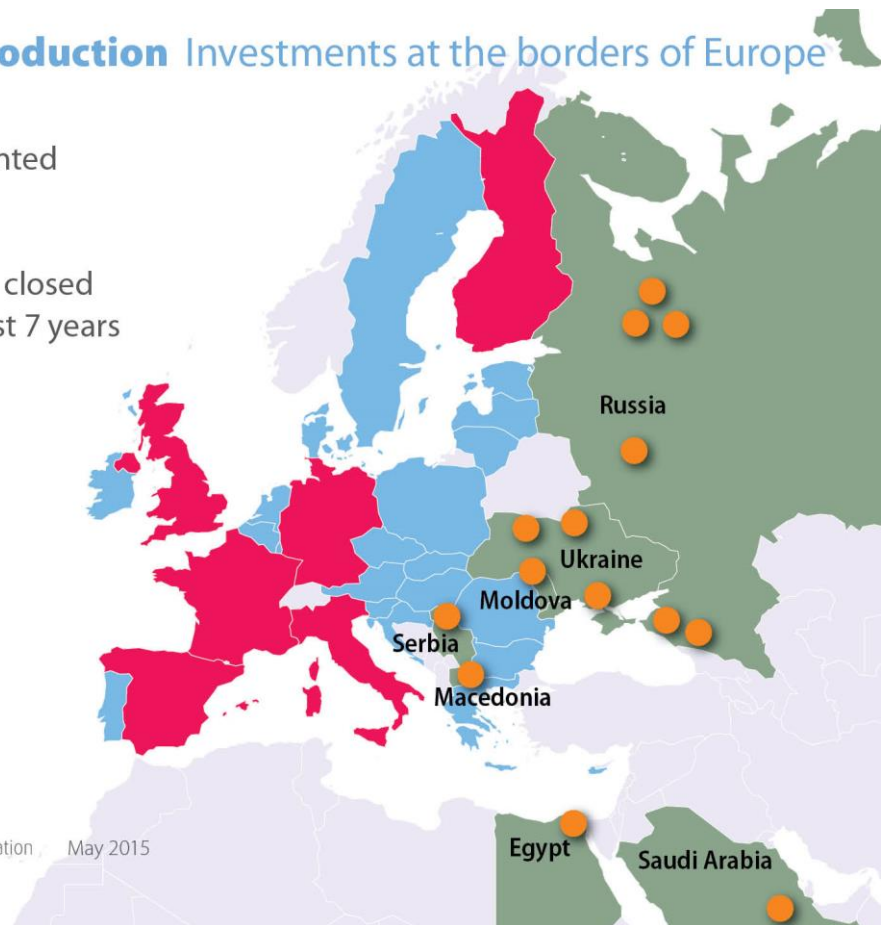 oduction Investments at the borders of Europe
nted
closed
st 7 years
Russia
Ukraine
Moldova
Serbia
Macedonia
Egypt
Saudi Arabia
ation May 2015